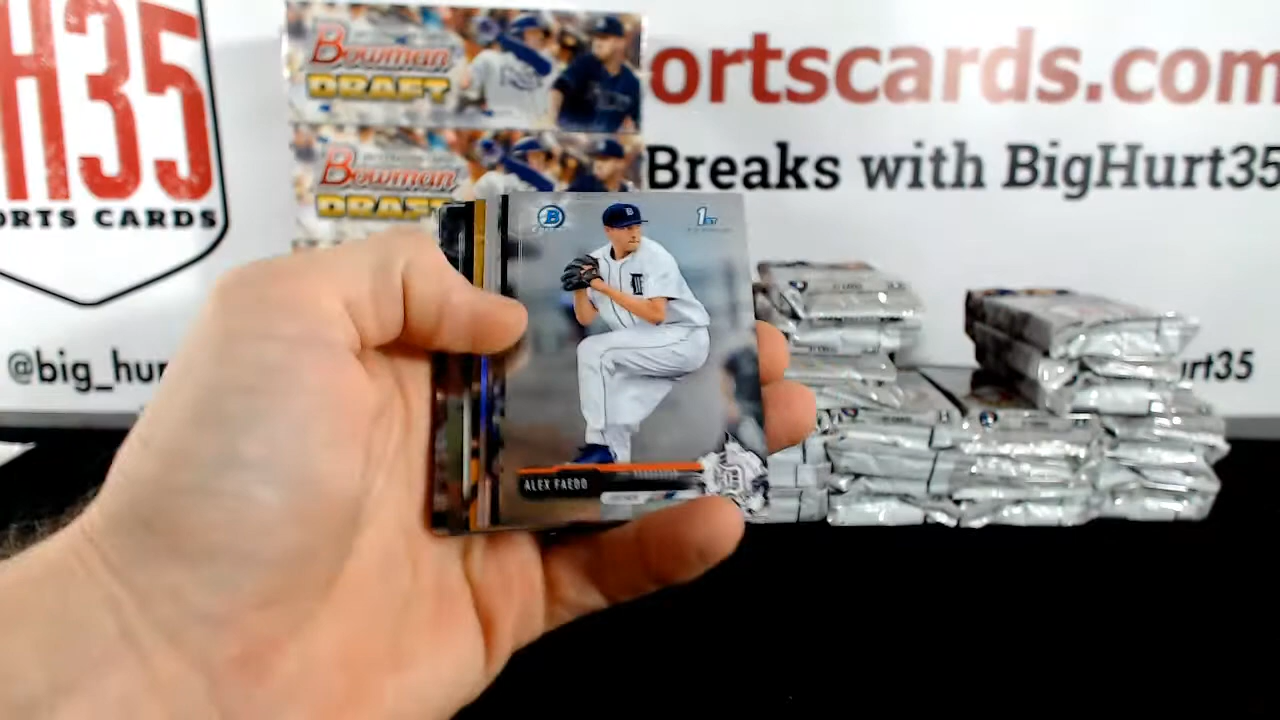 H35
ORTS CARDS
@big_hur
Bowman
DRAFT
Bowman
DRAFT
ortscards.com
Breaks with BigHurt35
urt35
B
1ST
D
ALEX FAEDO